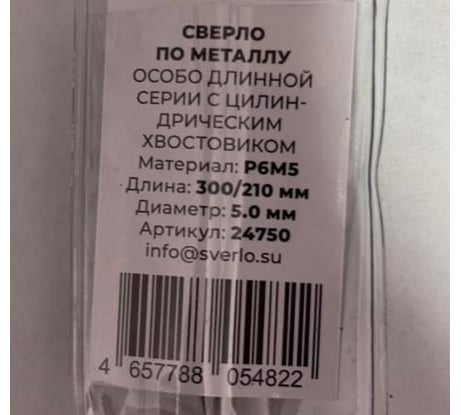 СВЕРЛО
ПО МЕТАЛЛУ
ОСОБО ДЛИННОЙ
СЕРИИ С ЦИЛИН-
ДРИЧЕСКИМ
ХВОСТОВИКОМ
Материал: Р6М5
Длина: 300/210 мм
Диаметр: 5.0 мм
Артикул: 24750
info@sverlo.su
4 657788 054822